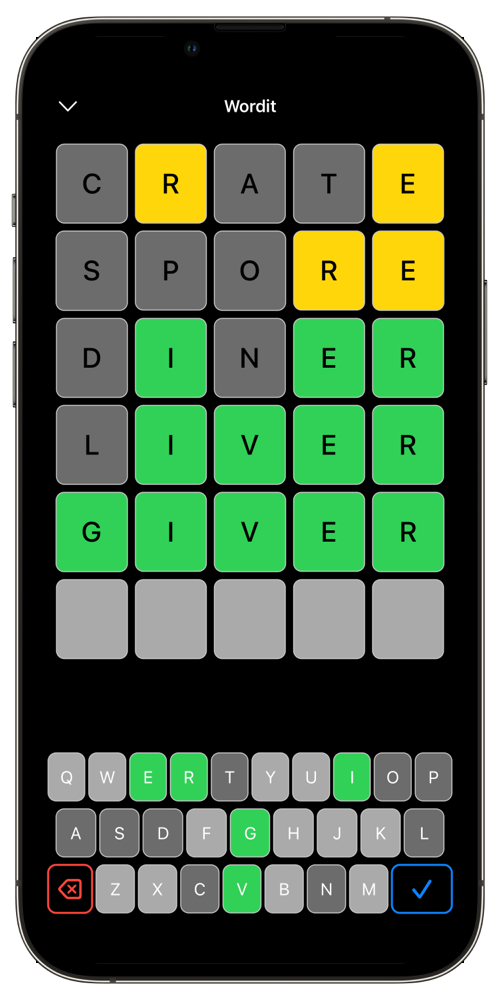 Wordit
C R A T E
S P O R E
D I N E R
L I V E R
G I V E R
Q W E R T Y U I O P
A S D F G H J K L
Z X C V B N M